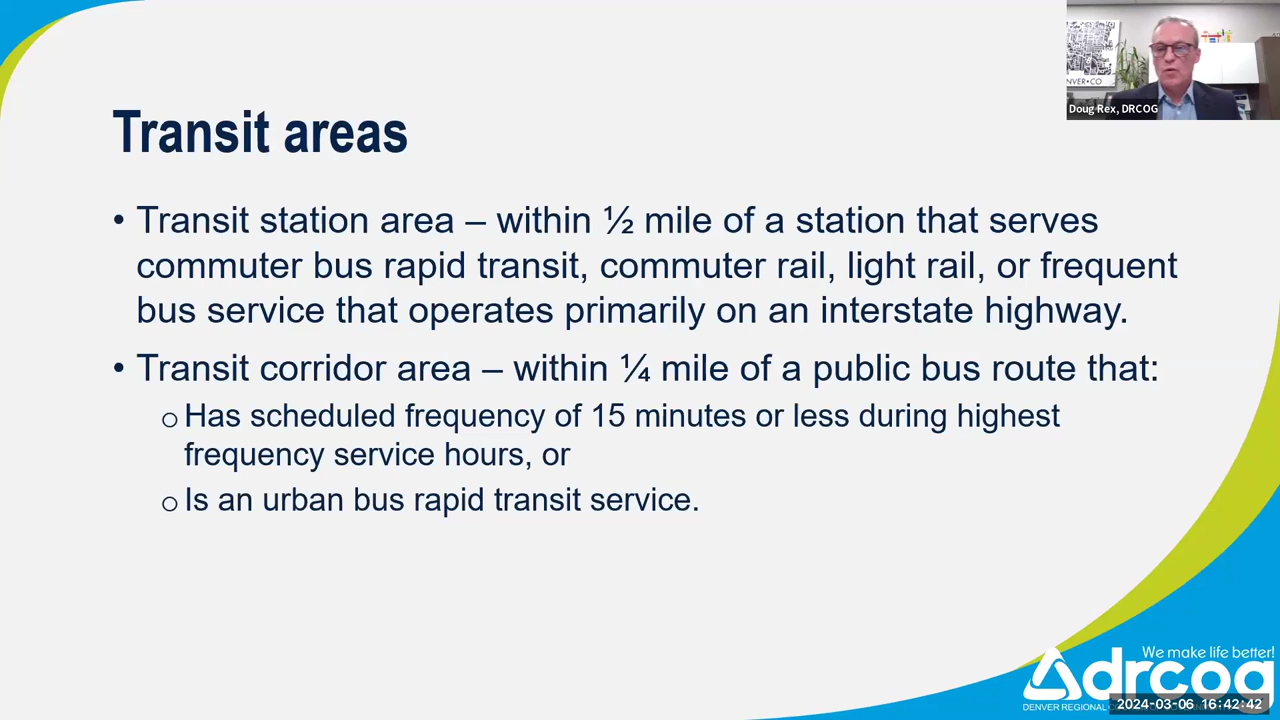 NVER•CO
Doug Rex, DRCOG
Transit areas
• Transit station area – within ½ mile of a station that serves
commuter bus rapid transit, commuter rail, light rail, or frequent
bus service that operates primarily on an interstate highway.
• Transit corridor area – within ¼ mile of a public bus route that:
o Has scheduled frequency of 15 minutes or less during highest
frequency service hours, or
o Is an urban bus rapid transit service.
We make life better!
drcog
DENVER REGIONAL
2024-03-06 16:42:42